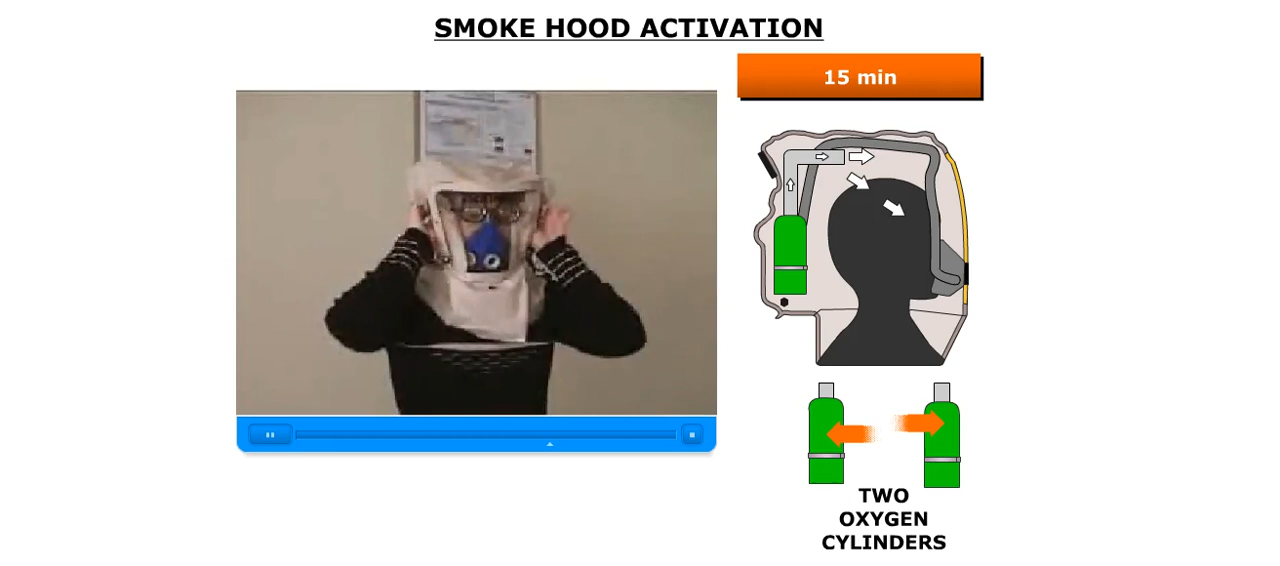 SMOKE HOOD ACTIVATION
15 min
TWO
OXYGEN
CYLINDERS